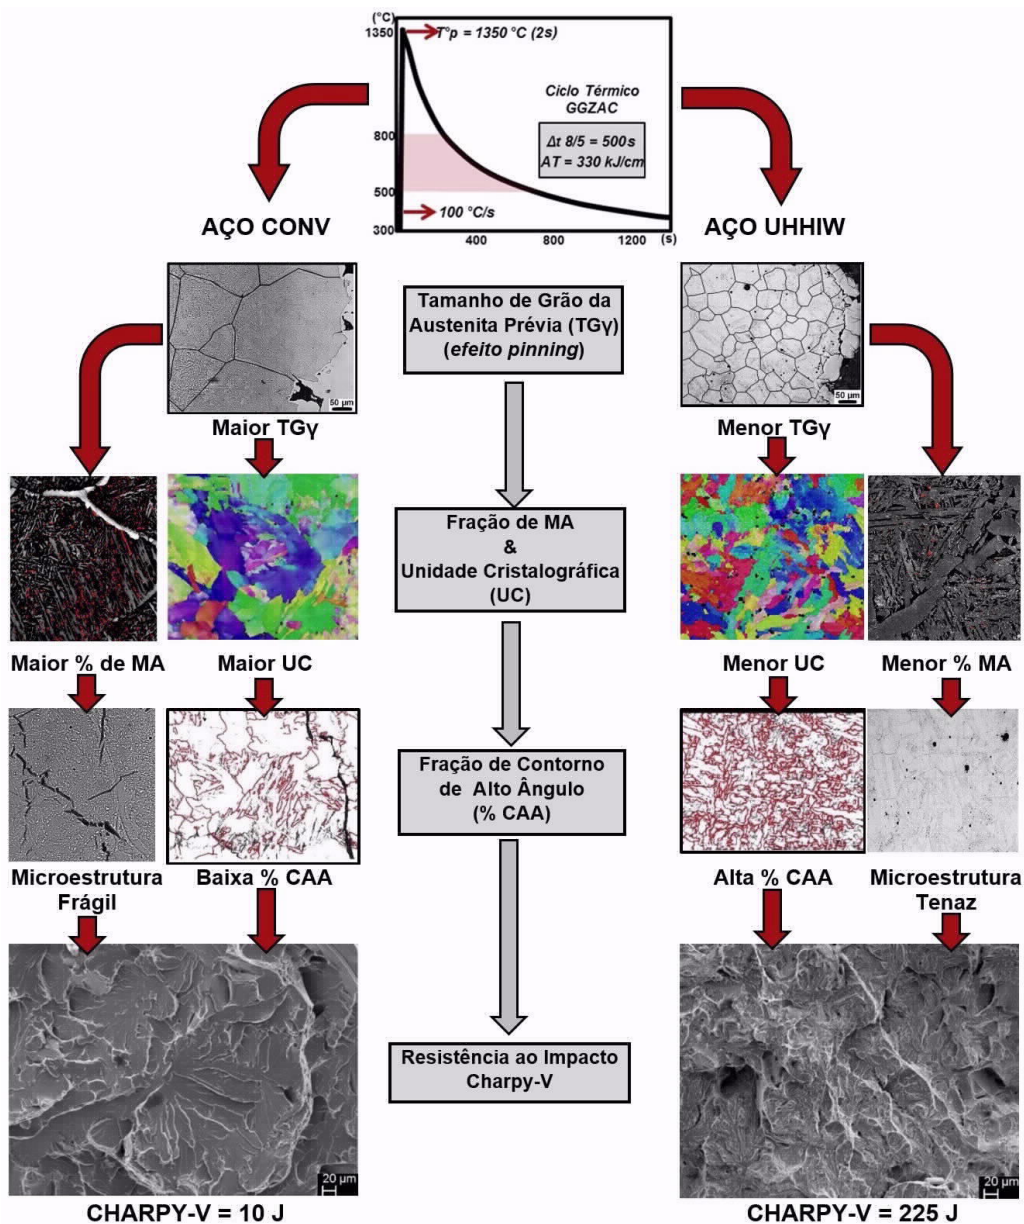 (°C)
1350
T°p = 1350 °C (2s)
Ciclo Térmico
GGZAC
800
Δt 8/5 = 500s
AT = 330 kJ/cm
500
100 °C/s
300
400
800
1200
(s)
AÇO CONV
AÇO UHHIW
Tamanho de Grão da
Austenita Prévia (TGγ)
(efeito pinning)
50 µm
50 µm
Maior TGγ
Menor TGγ
Fração de MA
&
Unidade Cristalográfica
(UC)
Maior % de MA
Maior UC
Menor UC
Menor % MA
Fração de Contorno
de Alto Ângulo
(% CAA)
Microestrutura
Frágil
Baixa % CAA
Alta % CAA
Microestrutura
Tenaz
Resistência ao Impacto
Charpy-V
20 µm
20 µm
CHARPY-V = 10 J
CHARPY-V = 225 J